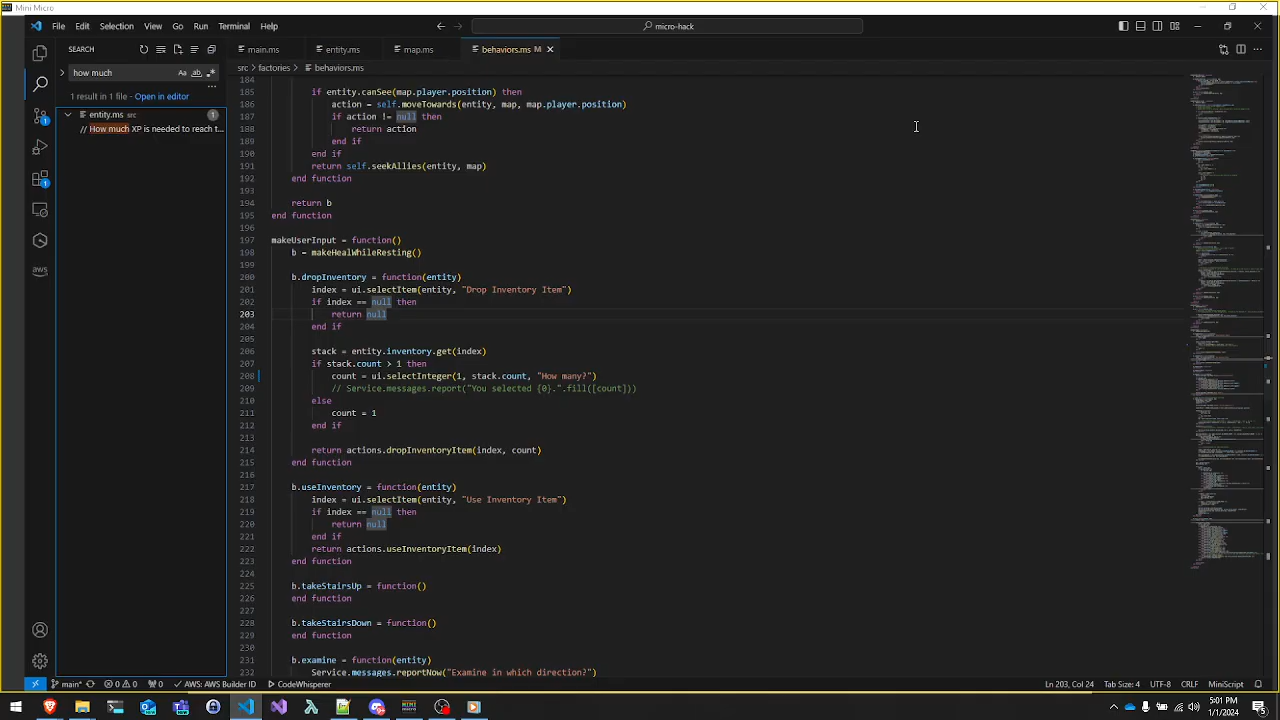 Mini Micro
File Edit Selection View Go Run Terminal Help
micro-hack
SEARCH
main.ms
entity.ms
map.ms
behaviors.ms M
how much
Aa ab
src > factories > behaviors.ms
1 result in 1 file - Open in editor
entity.ms src 1
// How much XP is needed to reach t...
184
185 if entity.canSee(map.player.position) then
186 action = self.moveTowards(entity, map, map.player.position)
187 if action != null then
188 return action
189 end if
190 end if
191 return self.seekAllies(entity, map)
192 end function
193
194 return b
195 end function
196
197 makeUserInput = function()
198 b = makeHealWhileWaiting()
199
200 b.dropInventory = function(entity)
201 index = ui.selectItem(entity, "Drop Inventory Item")
202 if index == null then
203 return null
204 end if
205
206 stack = entity.inventory.get(index)
207 if stack.count > 1 then
208 count = ui.selectInteger(1, stack.count, "How many?")
209 // Service.messages.report("You selected {0}.".fill([count]))
210 else
211 count = 1
212 end if
213
214 return actions.dropInventoryItem(index, count)
215 end function
216
217 b.useInventory = function(entity)
218 index = ui.selectItem(entity, "Use Inventory Item")
219 if index == null then
220 return null
221 end if
222 return actions.useInventoryItem(index)
223 end function
224
225 b.takeStairsUp = function()
226 end function
227
228 b.takeStairsDown = function()
229 end function
230
231 b.examine = function(entity)
232 Service.messages.reportNow("Examine in which direction?")
aws
main* 0 0 0 AWS: AWS Builder ID CodeWhisperer Ln 203, Col 24 Tab Size: 4 UTF-8 CRLF MiniScript
5:01 PM
1/1/2024